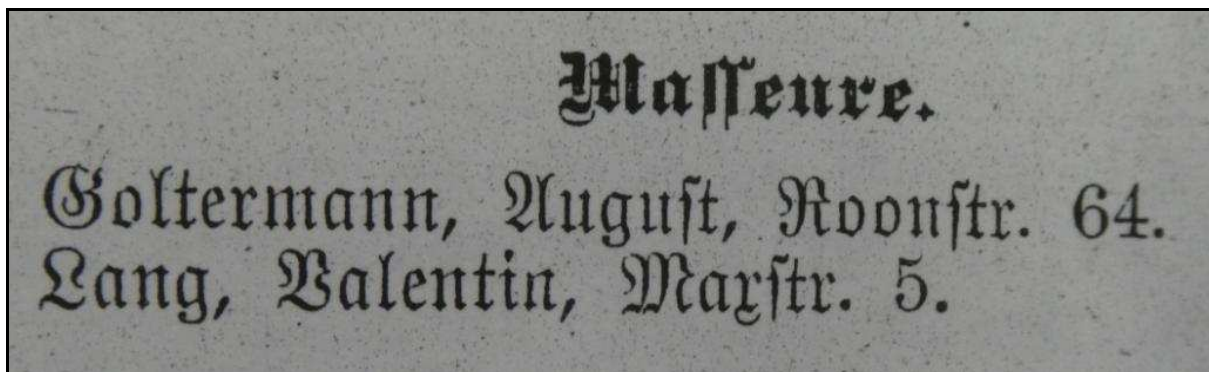 Masseure.
Goltermann, August, Roonstr. 64.
Lang, Valentin, Maxstr. 5.